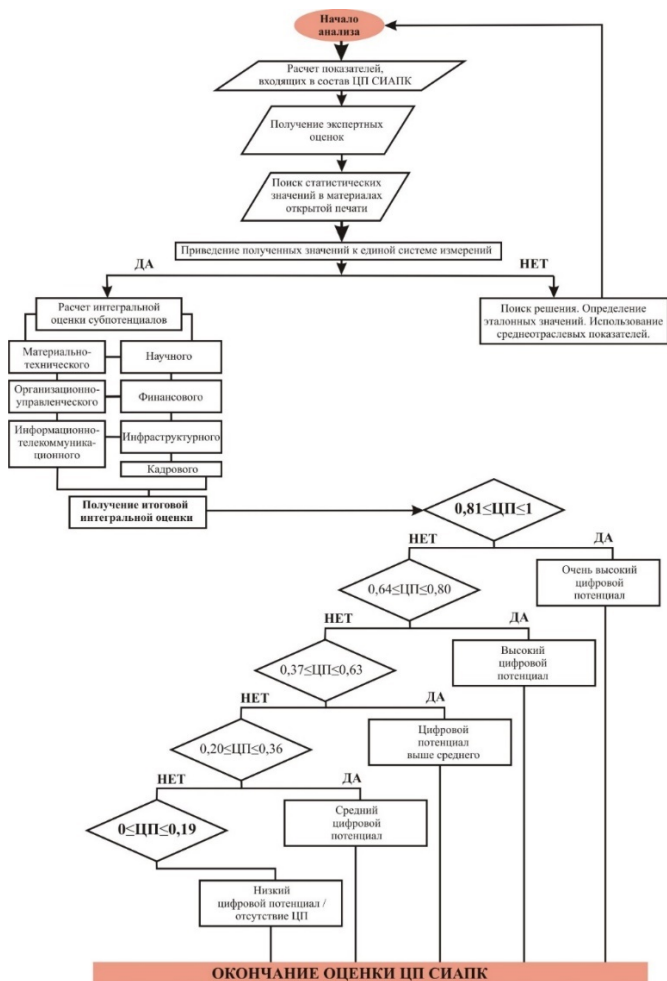 Начало
анализа
Расчет показателей,
входящих в состав ЦП СИАПК
Получение экспертных
оценок
Поиск статистических
значений в материалах
открытой печати
Приведение полученных значений к единой системе измерений
ДА
НЕТ
Расчет интегральной
оценки субпотенциалов
Поиск решения. Определение
эталонных значений. Использование
среднеотраслевых показателей.
Материально-
технического
Научного
Организационно-
управленческого
Финансового
Информационно-
телекоммуника-
ционного
Инфраструктурного
Кадрового
Получение итоговой
интегральной оценки
0,81≤ЦП≤1
НЕТ
ДА
0,64≤ЦП≤0,80
Очень высокий
цифровой
потенциал
НЕТ
ДА
0,37≤ЦП≤0,63
Высокий
цифровой
потенциал
НЕТ
ДА
0,20≤ЦП≤0,36
Цифровой
потенциал
выше среднего
НЕТ
ДА
0≤ЦП≤0,19
Средний
цифровой
потенциал
Низкий
цифровой потенциал /
отсутствие ЦП
ОКОНЧАНИЕ ОЦЕНКИ ЦП СИАПК